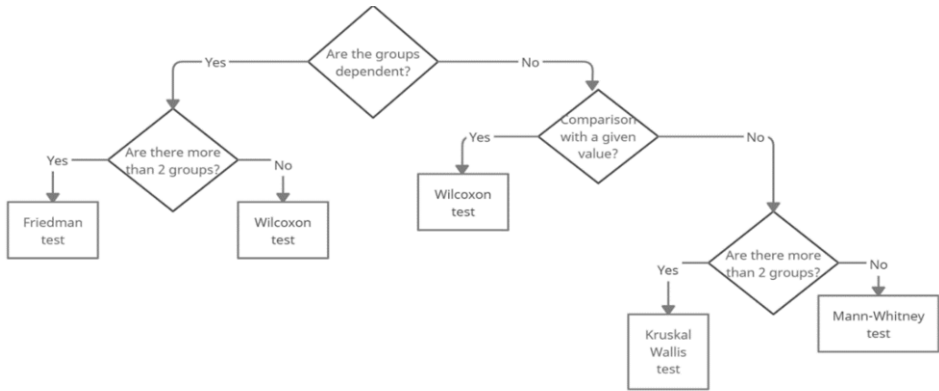 Are the groups
dependent?
Yes
No
Comparison
with a given
value?
Yes
No
Are there more
than 2 groups?
Yes
No
Wilcoxon
test
Friedman
test
Wilcoxon
test
Are there more
than 2 groups?
Yes
No
Mann-Whitney
test
Kruskal
Wallis
test